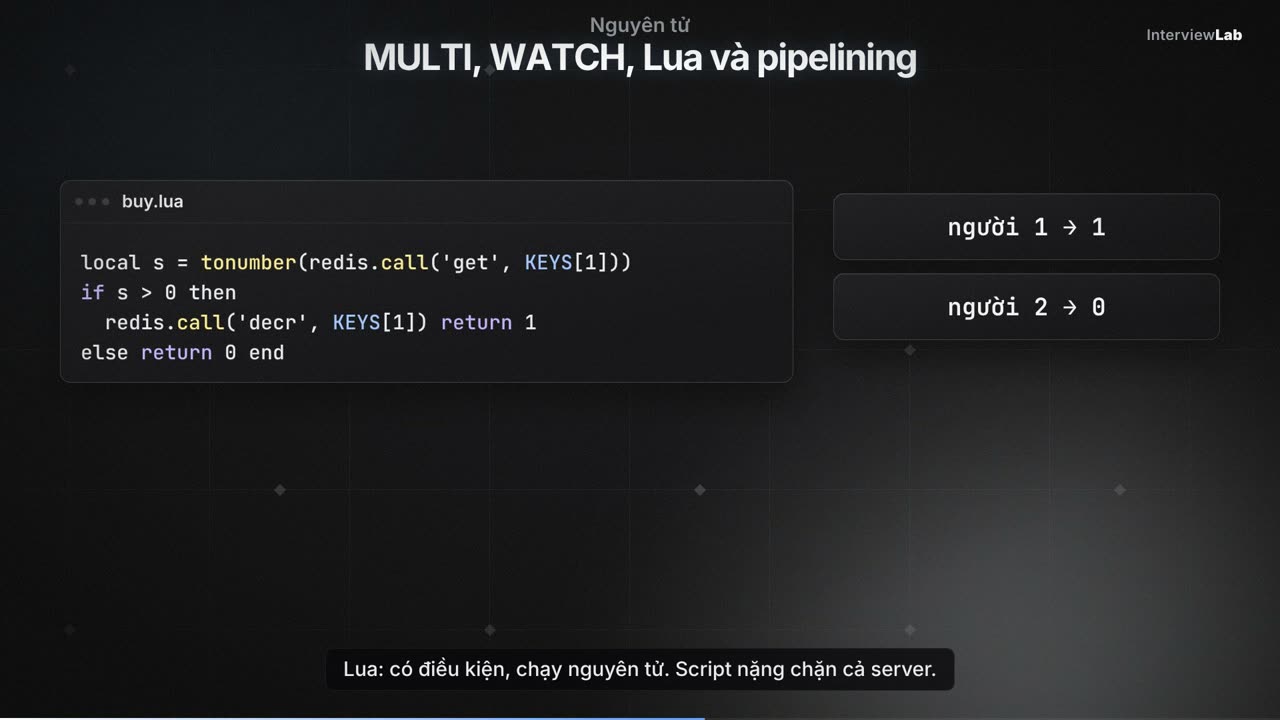 Nguyên tử
MULTI, WATCH, Lua và pipelining
InterviewLab
buy.lua
local s = tonumber(redis.call('get', KEYS[1]))
if s > 0 then
  redis.call('decr', KEYS[1]) return 1
else return 0 end
người 1 → 1
người 2 → 0
Lua: có điều kiện, chạy nguyên tử. Script nặng chặn cả server.